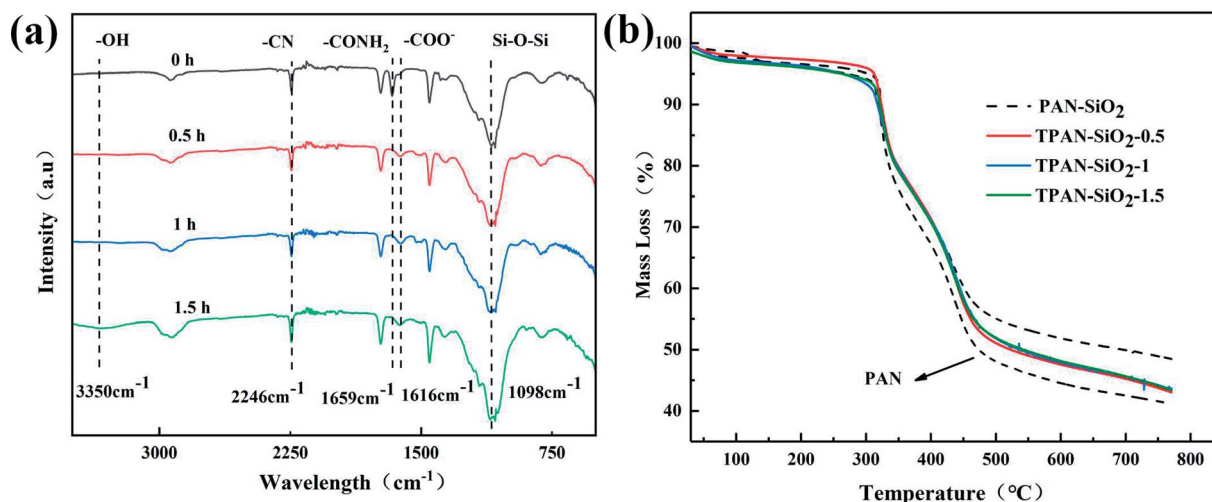 (a)
-OH
-CN
-CONH2
-COO-
Si-O-Si
0 h
0.5 h
1 h
1.5 h
3350cm-1
2246cm-1
1659cm-1
1616cm-1
1098cm-1
Intensity (a.u)
3000
2250
1500
750
Wavelength (cm-1)
(b)
100
90
80
70
60
50
40
Mass Loss（%）
PAN-SiO2
TPAN-SiO2-0.5
TPAN-SiO2-1
TPAN-SiO2-1.5
PAN
100
200
300
400
500
600
700
800
Temperature（°C）